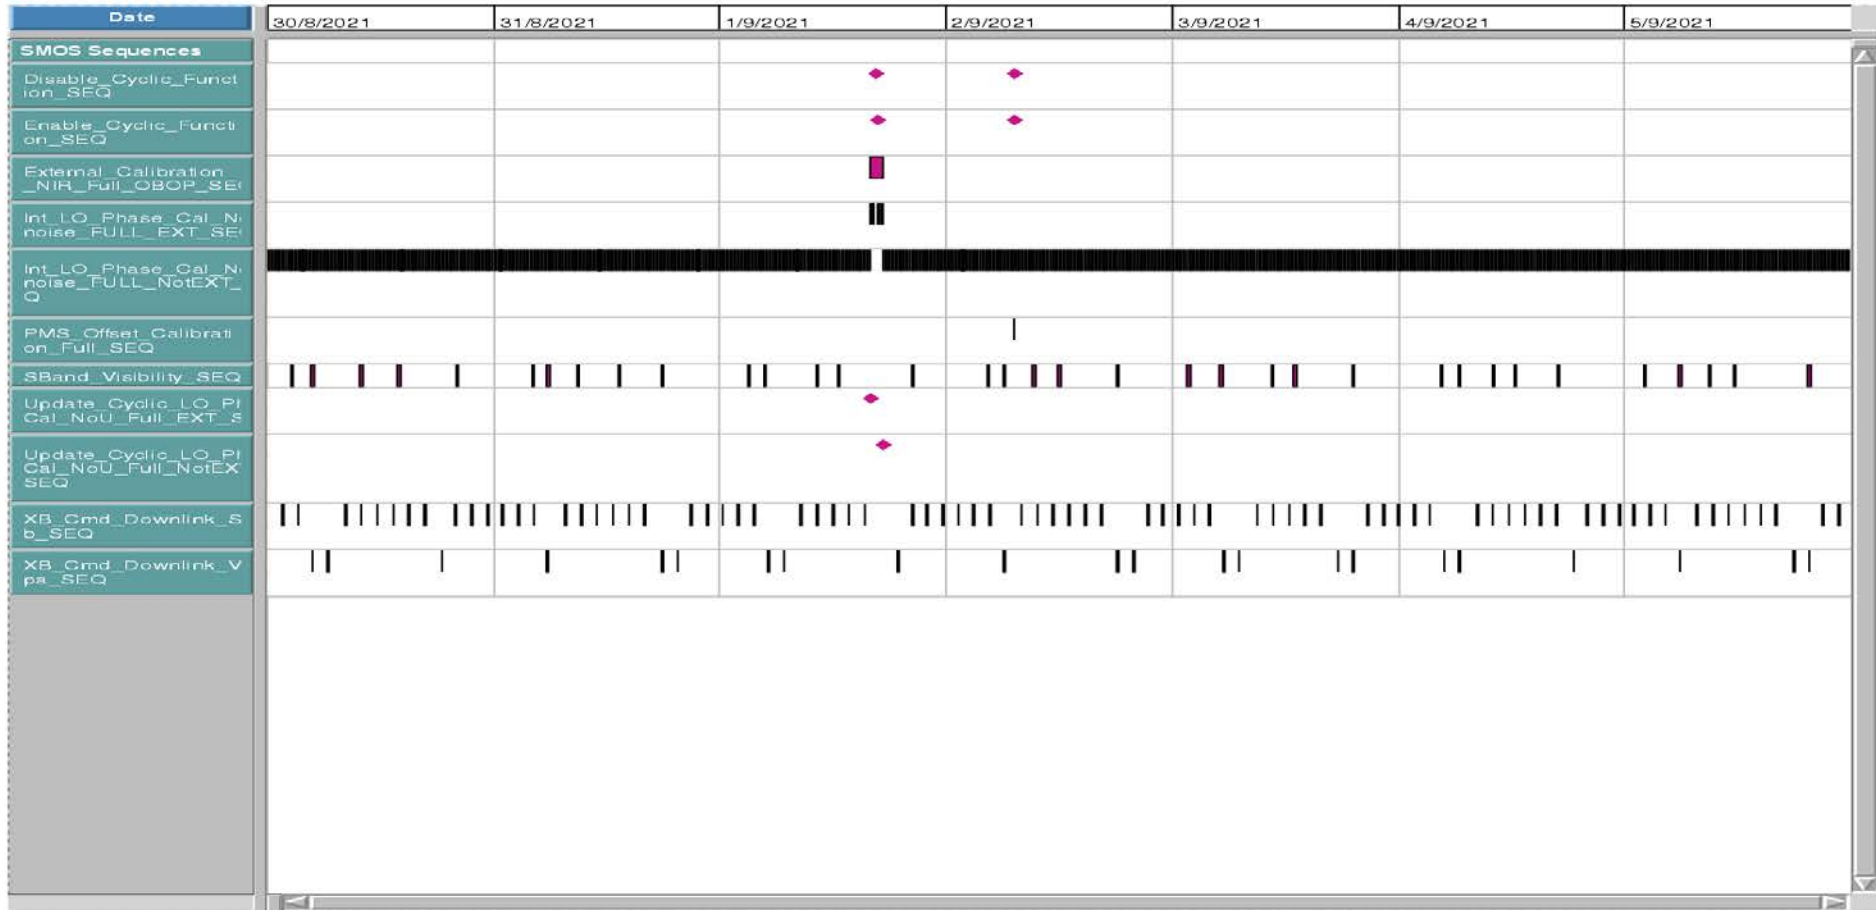 Date
30/8/2021 31/8/2021 1/9/2021 2/9/2021 3/9/2021 4/9/2021 5/9/2021
SMOS Sequences
Disable_Cyclic_Funct
ion_SEQ
Enable_Cyclic_Functi
on_SEQ
External_Calibration
_NIR_Full_OBOP_SE
Int_LO_Phase_Cal_N
noise_FULL_EXT_SE
Int_LO_Phase_Cal_N
noise_FULL_NotEXT_
Q
PMS_Offset_Calibrati
on_Full_SEQ
SBand_Visibility_SEQ
Update_Cyclic_LO_P
Cal_NoU_Full_EXT_S
Update_Cyclic_LO_P
Cal_NoU_Full_NotEX
SEQ
XB_Cmd_Downlink_S
b_SEQ
XB_Cmd_Downlink_V
pa_SEQ